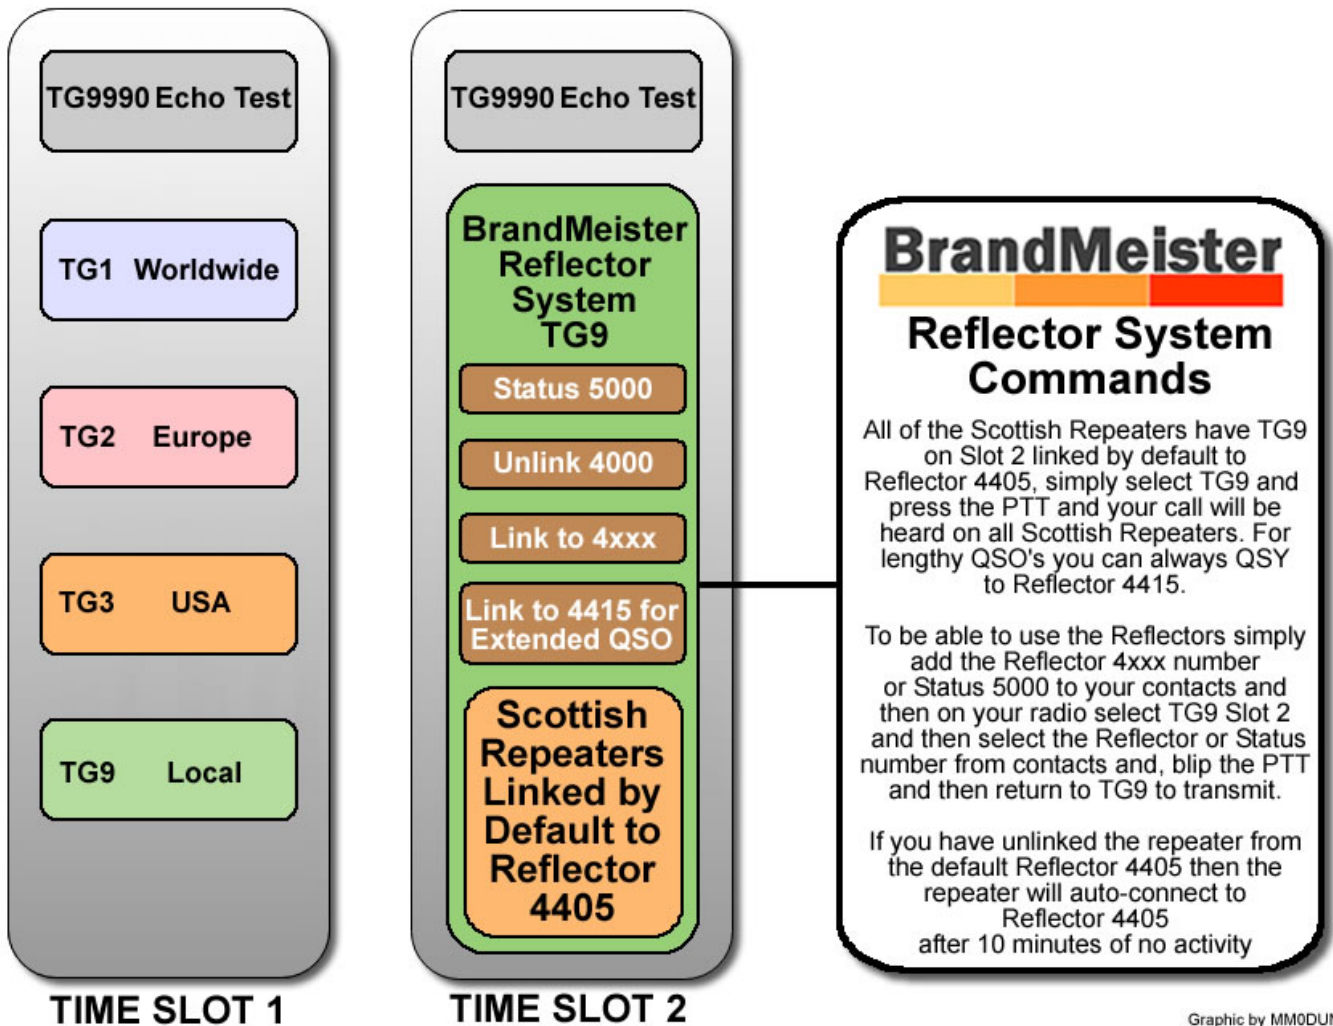 TG9990 Echo Test
TG1 Worldwide
TG2 Europe
TG3 USA
TG9 Local
TIME SLOT 1
TG9990 Echo Test
BrandMeister
Reflector
System
TG9
Status 5000
Unlink 4000
Link to 4xxx
Link to 4415 for
Extended QSO
Scottish
Repeaters
Linked by
Default to
Reflector
4405
TIME SLOT 2
BrandMeister
Reflector System
Commands
All of the Scottish Repeaters have TG9
on Slot 2 linked by default to
Reflector 4405, simply select TG9 and
press the PTT and your call will be
heard on all Scottish Repeaters. For
lengthy QSO's you can always QSY
to Reflector 4415.
To be able to use the Reflectors simply
add the Reflector 4xxx number
or Status 5000 to your contacts and
then on your radio select TG9 Slot 2
and then select the Reflector or Status
number from contacts and, blip the PTT
and then return to TG9 to transmit.
If you have unlinked the repeater from
the default Reflector 4405 then the
repeater will auto-connect to
Reflector 4405
after 10 minutes of no activity
Graphic by MM0DUN